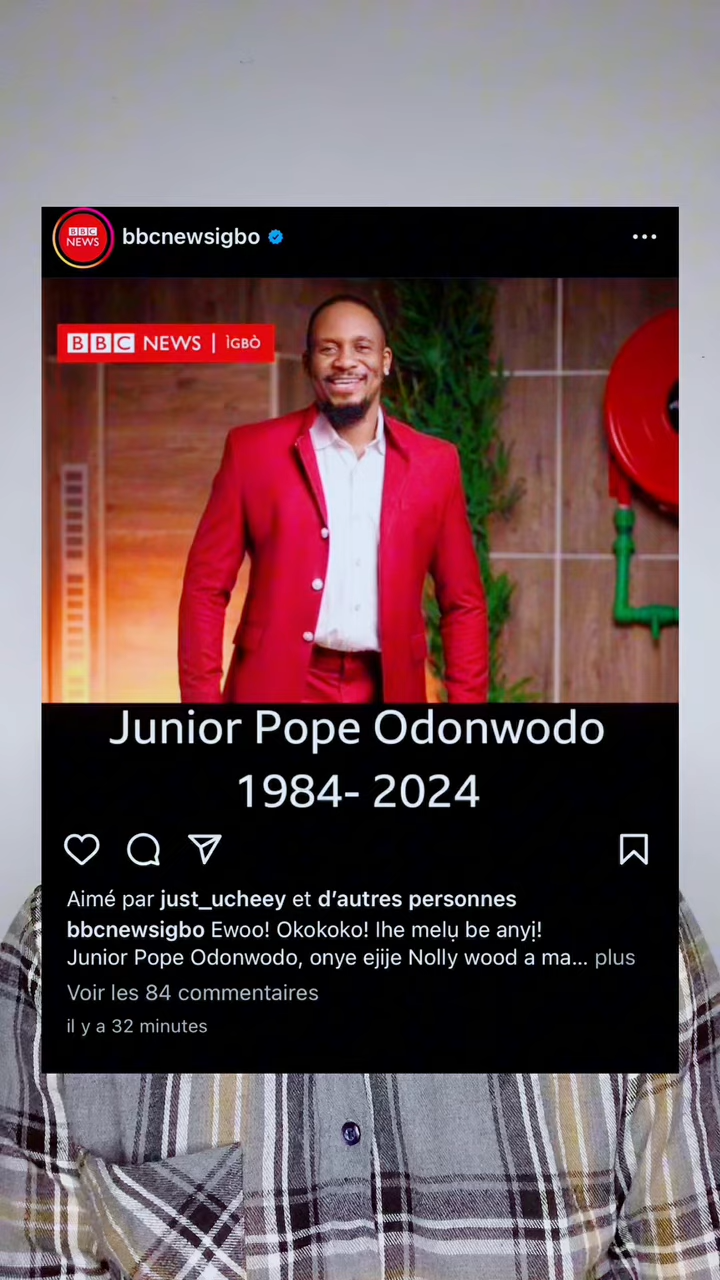 BBC NEWS
bbcnewsigbo
BBC NEWS | ÌGBÒ
Junior Pope Odonwodo
1984- 2024
Aimé par just_ucheey et d’autres personnes
bbcnewsigbo Ewoo! Okokoko! Ihe melụ be anyị!
Junior Pope Odonwodo, onye ejije Nolly wood a ma... plus
Voir les 84 commentaires
il y a 32 minutes